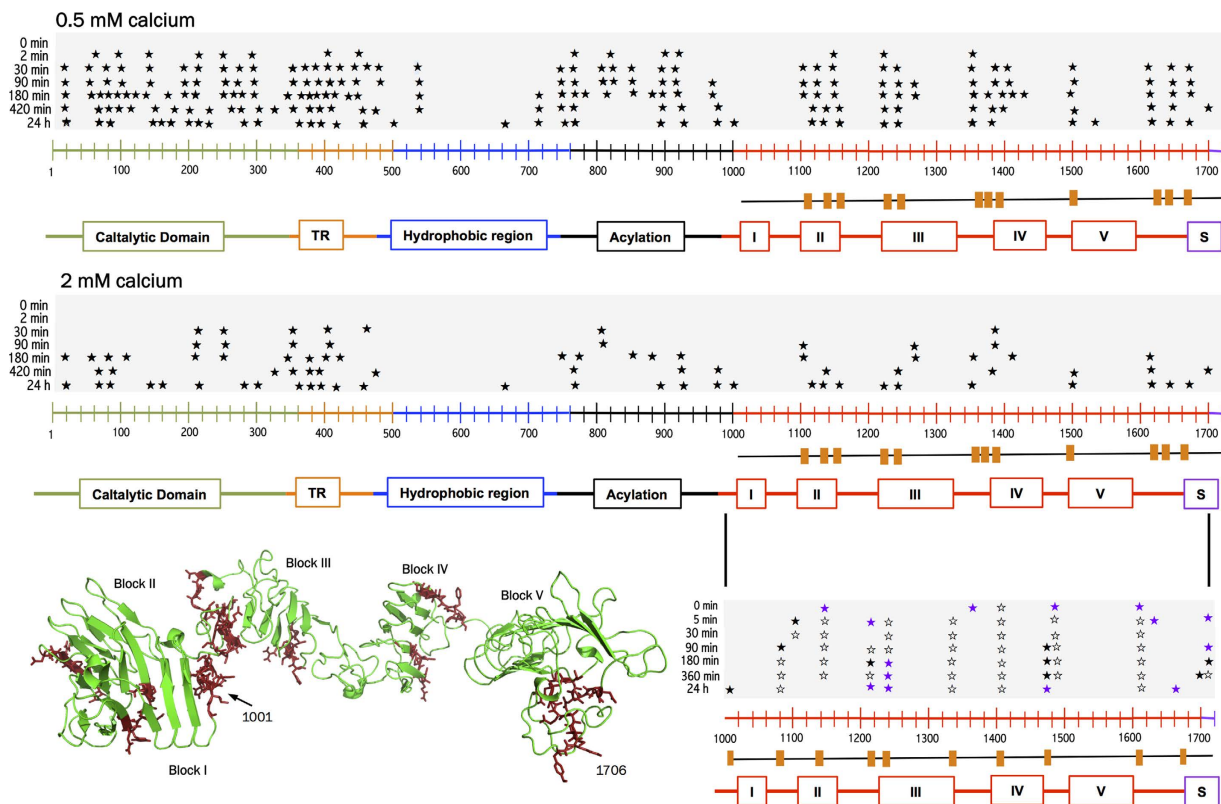 0.5 mM calcium
0 min
2 min
30 min
90 min
180 min
420 min
24 h
1 100 200 300 400 500 600 700 800 900 1000 1100 1200 1300 1400 1500 1600 1700
Caltalytic Domain TR Hydrophobic region Acylation I II III IV V S
2 mM calcium
0 min
2 min
30 min
90 min
180 min
420 min
24 h
1 100 200 300 400 500 600 700 800 900 1000 1100 1200 1300 1400 1500 1600 1700
Caltalytic Domain TR Hydrophobic region Acylation I II III IV V S
Block II
Block III
Block IV
Block V
1001
Block I
1706
0 min
5 min
30 min
90 min
180 min
360 min
24 h
1000 1100 1200 1300 1400 1500 1600 1700
I II III IV V S